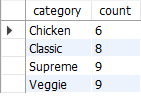 category count
Chicken 6
Classic 8
Supreme 9
Veggie 9